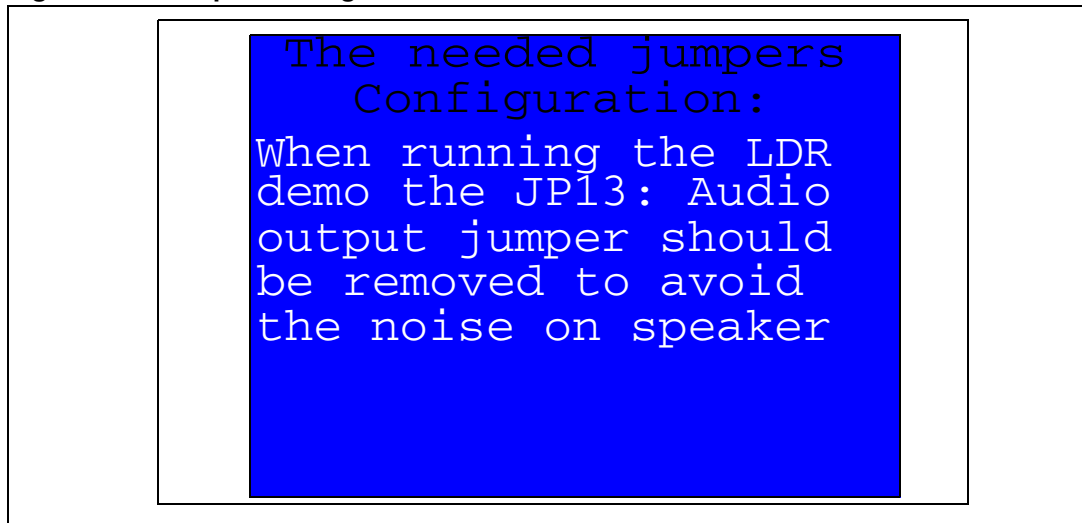 The needed jumpers
Configuration:
When running the LDR
demo the JP13: Audio
output jumper should
be removed to avoid
the noise on speaker